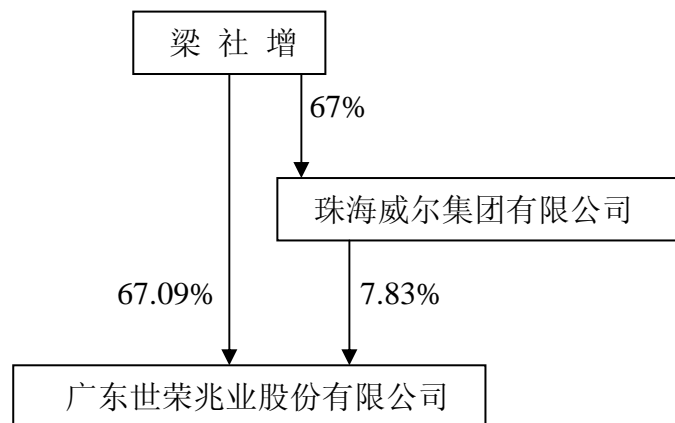 梁 社 增
67%
珠海威尔集团有限公司
67.09%
7.83%
广东世荣兆业股份有限公司